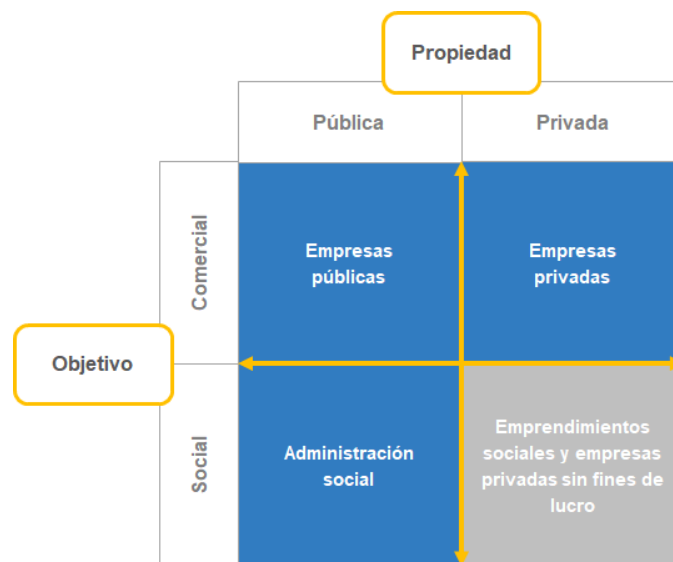 Propiedad
Pública
Privada
Comercial
Empresas
públicas
Empresas
privadas
Objetivo
Social
Administración
social
Emprendimientos
sociales y empresas
privadas sin fines de
lucro